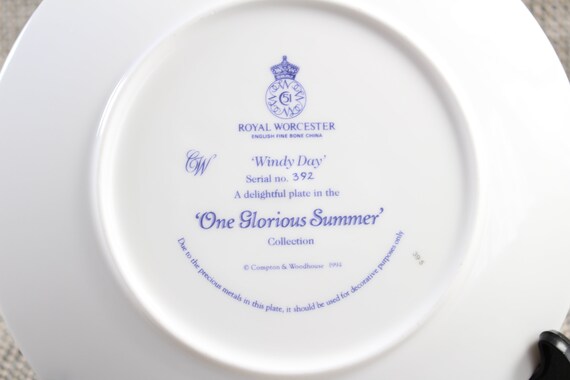 51
ROYAL WORCESTER
ENGLISH FINE BONE CHINA
CW
'Windy Day'
Serial no. 392
A delightful plate in the
'One Glorious Summer'
Collection
© Compton & Woodhouse
Due to the precious metals in this plate, it should be used for decorative purposes only